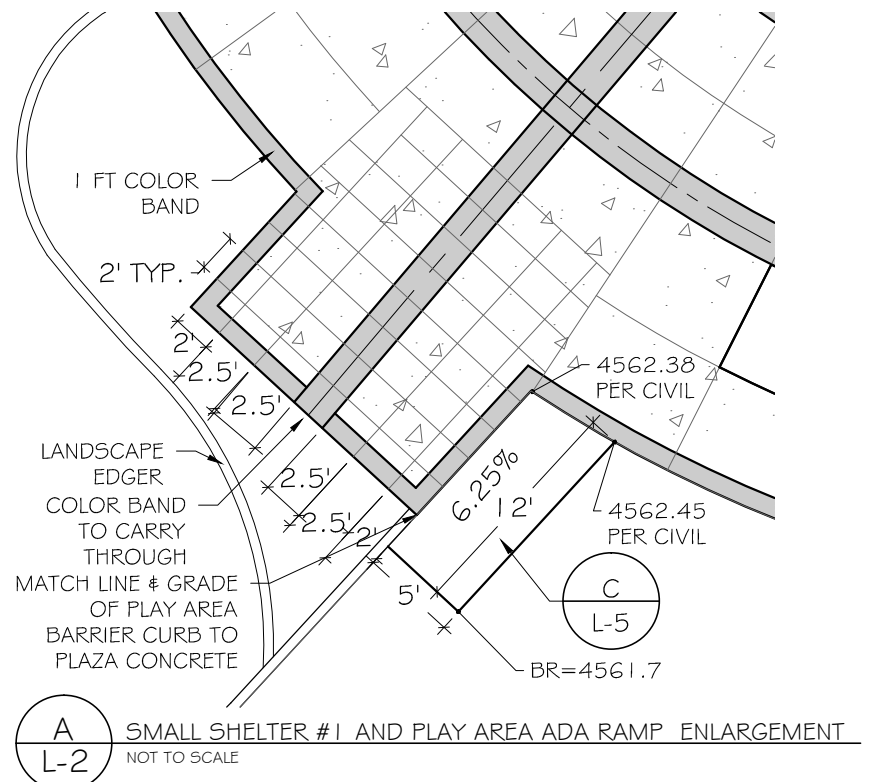 1 FT COLOR
BAND
2' TYP.
2'
2.5'
2.5'
2.5'
2.5'
2'
4562.38
PER CIVIL
6.25%
12'
4562.45
PER CIVIL
LANDSCAPE
EDGER
COLOR BAND
TO CARRY
THROUGH
MATCH LINE & GRADE
OF PLAY AREA
BARRIER CURB TO
PLAZA CONCRETE
5'
C
L-5
BR=4561.7
A
L-2
SMALL SHELTER #1 AND PLAY AREA ADA RAMP ENLARGEMENT
NOT TO SCALE